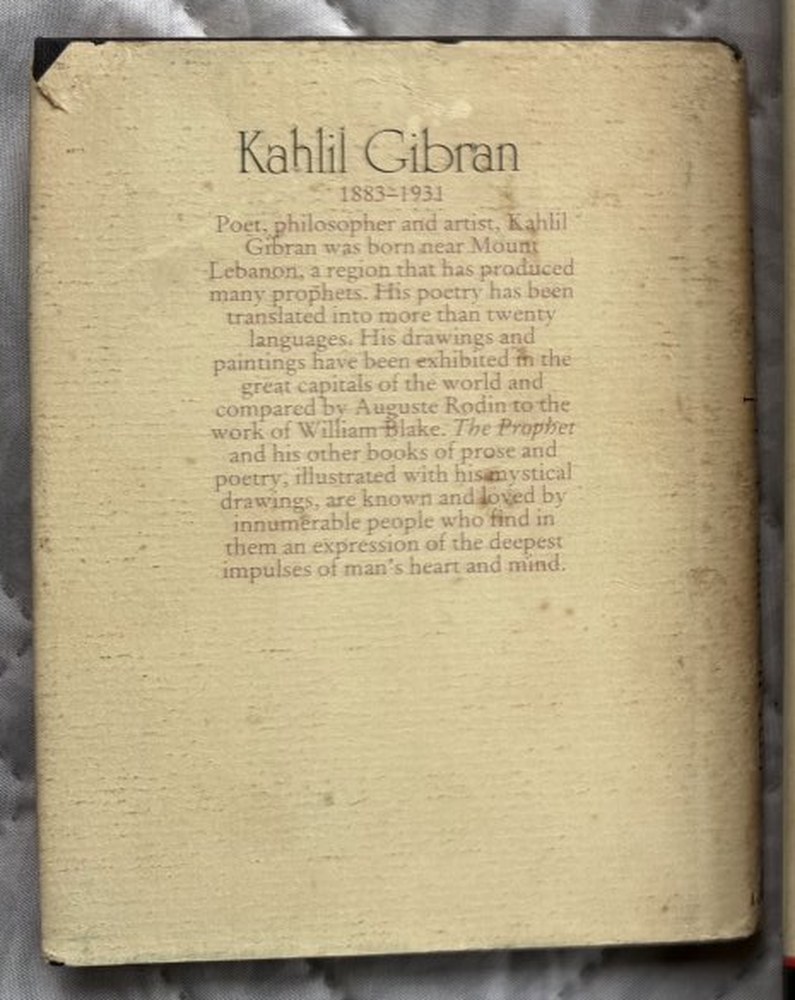 Kahlil Gibran
1883–1931
Poet, philosopher and artist, Kahlil
Gibran was born near Mount
Lebanon, a region that has produced
many prophets. His poetry has been
translated into more than twenty
languages. His drawings and
paintings have been exhibited in the
great capitals of the world and
compared by Auguste Rodin to the
work of William Blake. The Prophet
and his other books of prose and
poetry, illustrated with his mystical
drawings, are known and loved by
innumerable people who find in
them an expression of the deepest
impulses of man's heart and mind.